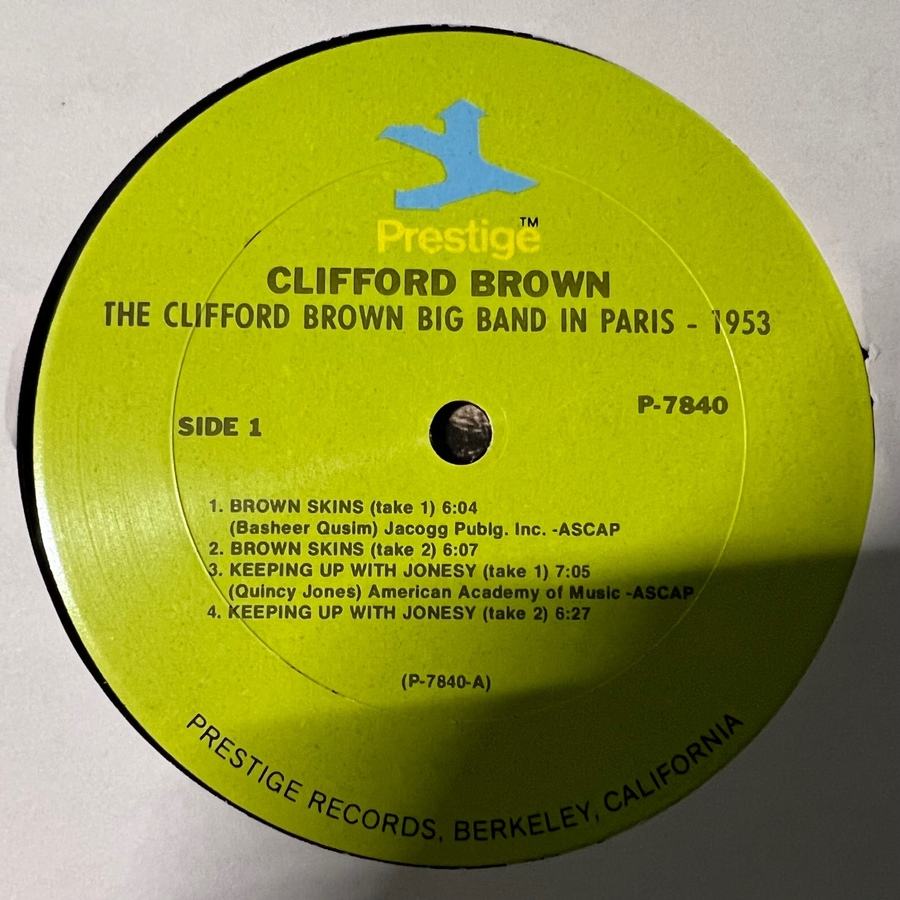 Prestige™
CLIFFORD BROWN
THE CLIFFORD BROWN BIG BAND IN PARIS - 1953
P-7840
SIDE 1
1. BROWN SKINS (take 1) 6:04
(Basheer Qusim) Jacogg Publg. Inc. -ASCAP
2. BROWN SKINS (take 2) 6:07
3. KEEPING UP WITH JONESY (take 1) 7:05
(Quincy Jones) American Academy of Music -ASCAP
4. KEEPING UP WITH JONESY (take 2) 6:27
(P-7840-A)
PRESTIGE RECORDS, BERKELEY, CALIFORNIA